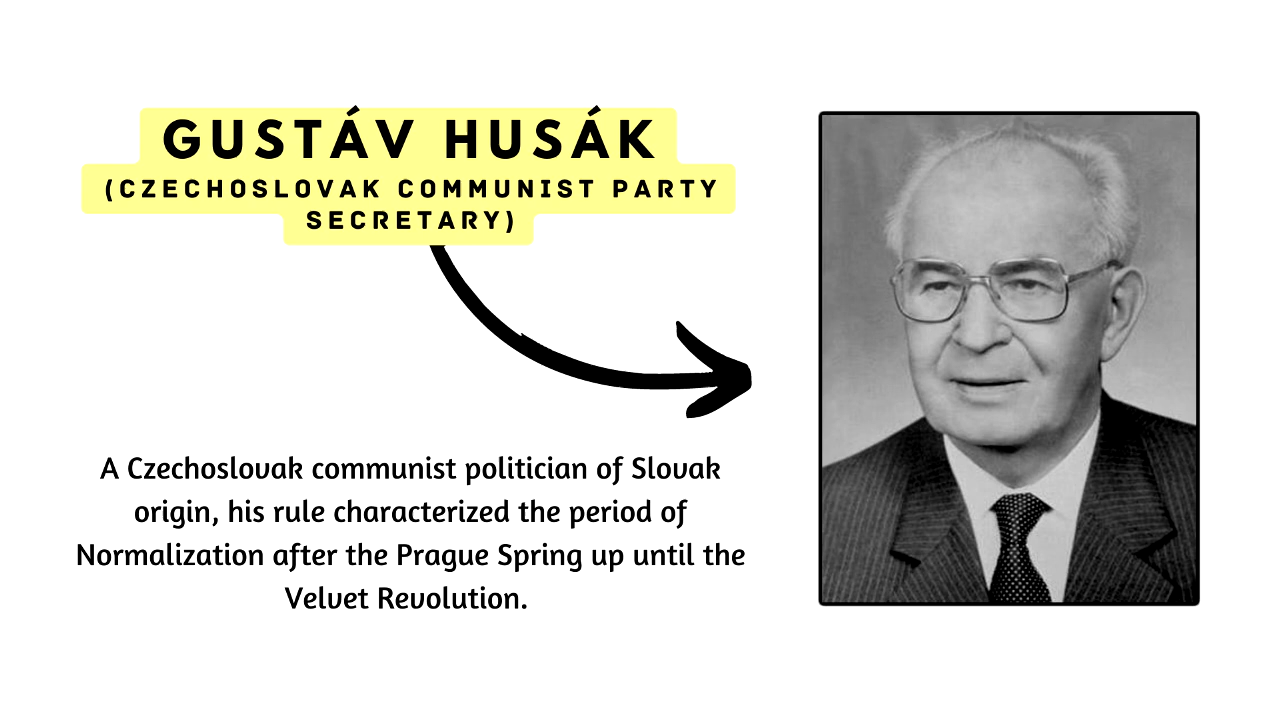 GUSTÁV HUSÁK
(CZECHOSLOVAK COMMUNIST PARTY
SECRETARY)
A Czechoslovak communist politician of Slovak
origin, his rule characterized the period of
Normalization after the Prague Spring up until the
Velvet Revolution.